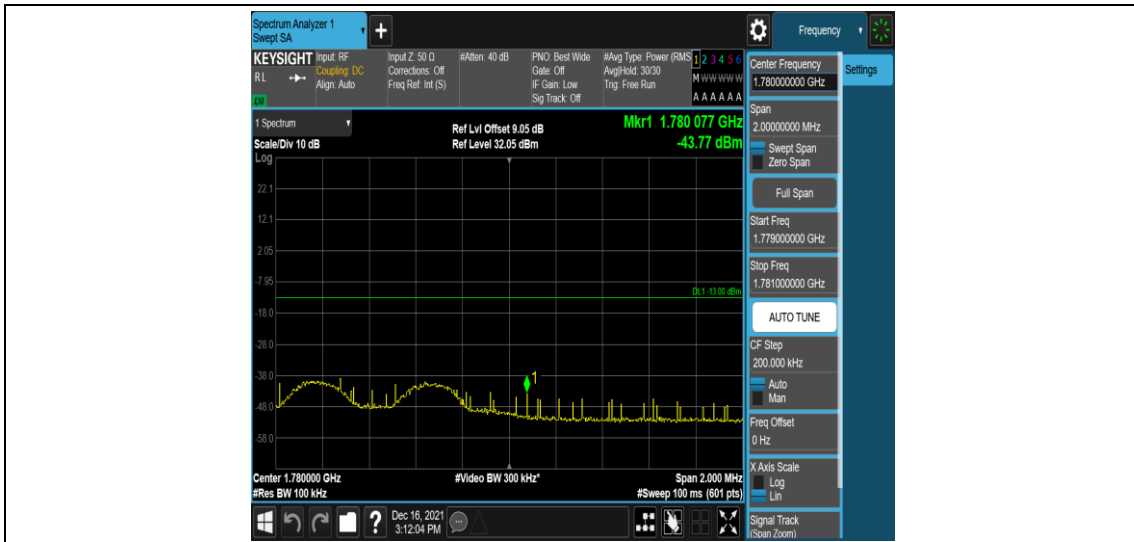 Spectrum Analyzer 1
Swept SA
+
Frequency
KEYSIGHT
RL
LXI
Input: RF
Coupling: DC
Align: Auto
Input Z: 50 Ω
Corrections: Off
Freq Ref: Int (S)
#Atten: 40 dB
PNO: Best Wide
Gate: Off
IF Gain: Low
Sig Track: Off
#Avg Type: Power (RMS
Avg|Hold: 30/30
Trig: Free Run
1 2 3 4 5 6
M W W W W W
A A A A A A
1 Spectrum
Scale/Div 10 dB
Log
Ref Lvl Offset 9.05 dB
Ref Level 32.05 dBm
Mkr1 1.780 077 GHz
-43.77 dBm
22.1
12.1
2.05
-7.95
-18.0
-28.0
-38.0
-48.0
-58.0
DL1 -13.00 dBm
1
Center 1.780000 GHz
#Res BW 100 kHz
#Video BW 300 kHz*
Span 2.000 MHz
#Sweep 100 ms (601 pts)
Center Frequency
1.780000000 GHz
Settings
Span
2.00000000 MHz
Swept Span
Zero Span
Full Span
Start Freq
1.779000000 GHz
Stop Freq
1.781000000 GHz
AUTO TUNE
CF Step
200.000 kHz
Auto
Man
Freq Offset
0 Hz
X Axis Scale
Log
Lin
Signal Track
(Span Zoom)
?
Dec 16, 2021
3:12:04 PM